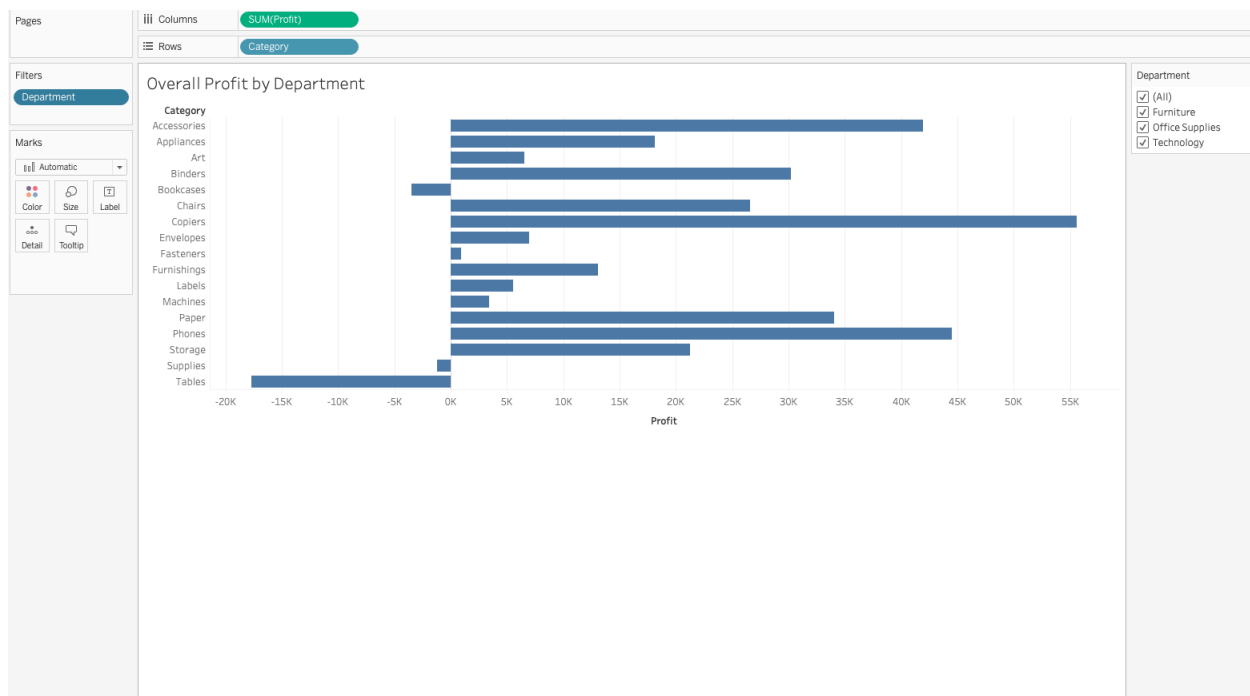 Pages
Columns
SUM(Profit)
Rows
Category
Filters
Department
Marks
Automatic
Color
Size
T
Label
Detail
Tooltip
Overall Profit by Department
Category
Accessories
Appliances
Art
Binders
Bookcases
Chairs
Copiers
Envelopes
Fasteners
Furnishings
Labels
Machines
Paper
Phones
Storage
Supplies
Tables
-20K -15K -10K -5K 0K 5K 10K 15K 20K 25K 30K 35K 40K 45K 50K 55K
Profit
Department
(All)
Furniture
Office Supplies
Technology